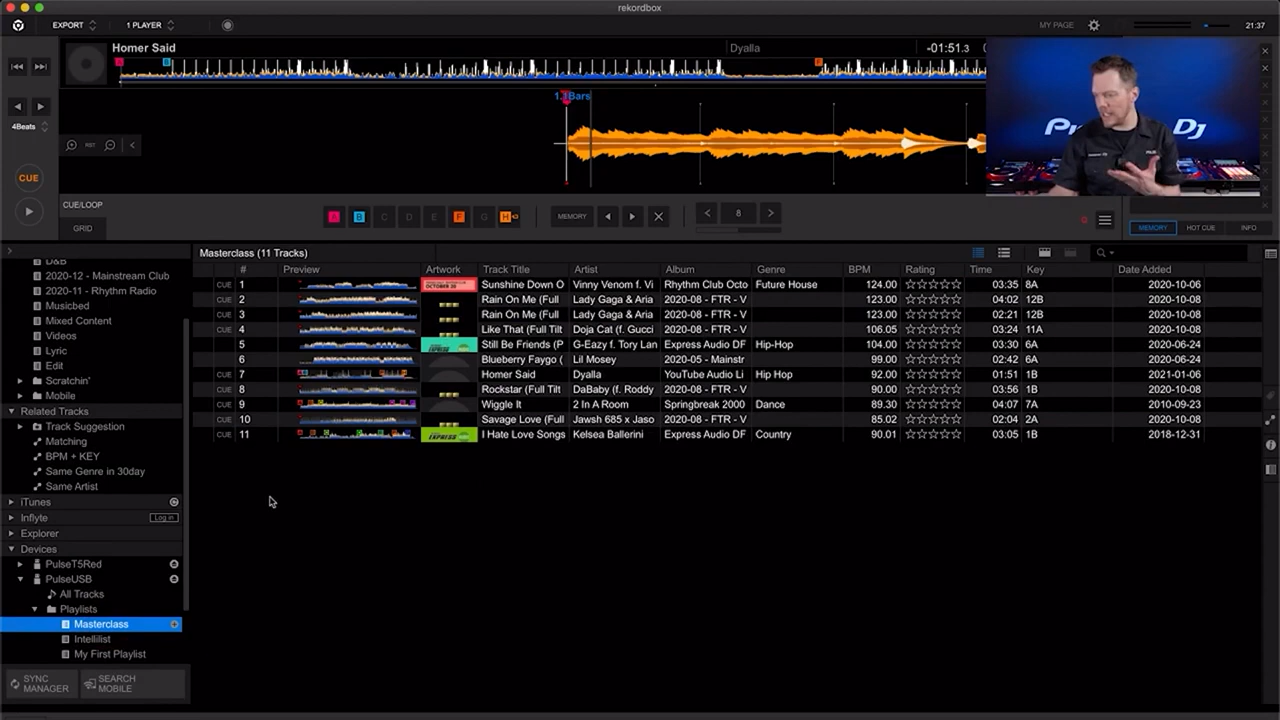 rekordbox
EXPORT 1 PLAYER MY PAGE 21:37
Homer Said Dyalla -01:51.3
A B F
1.1Bars
4Beats
RST
CUE
CUE/LOOP
GRID
A B C D E F G H MEMORY 8
MEMORY HOT CUE INFO
Masterclass (11 Tracks)
# Preview Artwork Track Title Artist Album Genre BPM Rating Time Key Date Added
CUE 1 Sunshine Down O Vinny Venom f. Vi Rhythm Club Octo Future House 124.00 03:35 8A 2020-10-06
CUE 2 Rain On Me (Full Lady Gaga & Aria 2020-08 - FTR - V 123.00 04:02 12B 2020-10-08
CUE 3 Rain On Me (Full Lady Gaga & Aria 2020-08 - FTR - V 123.00 02:21 12B 2020-10-08
CUE 4 Like That (Full Tilt Doja Cat (f. Gucci 2020-08 - FTR - V 106.05 03:24 11A 2020-10-08
CUE 5 Still Be Friends (P G-Eazy f. Tory Lan Express Audio DF Hip-Hop 104.00 03:30 6A 2020-06-24
CUE 6 Blueberry Faygo ( Lil Mosey 2020-05 - Mainstr 99.00 02:42 6A 2020-06-24
CUE 7 Homer Said Dyalla YouTube Audio Li Hip Hop 92.00 01:51 1B 2021-01-06
CUE 8 Rockstar (Full Tilt DaBaby (f. Roddy 2020-08 - FTR - V 90.00 03:56 1B 2020-10-08
CUE 9 Wiggle It 2 In A Room Springbreak 2000 Dance 89.30 04:07 7A 2010-09-23
CUE 10 Savage Love (Full Jawsh 685 x Jaso 2020-08 - FTR - V 85.02 02:04 2A 2020-10-08
CUE 11 I Hate Love Songs Kelsea Ballerini Express Audio DF Country 90.01 03:05 1B 2018-12-31
D&B
2020-12 - Mainstream Club
2020-11 - Rhythm Radio
Musicbed
Mixed Content
Videos
Lyric
Edit
Scratchin'
Mobile
Related Tracks
Track Suggestion
Matching
BPM + KEY
Same Genre in 30day
Same Artist
iTunes
Inflyte Log in
Explorer
Devices
PulseT5Red
PulseUSB
All Tracks
Playlists
Masterclass
Intellilist
My First Playlist
SYNC MANAGER
SEARCH MOBILE